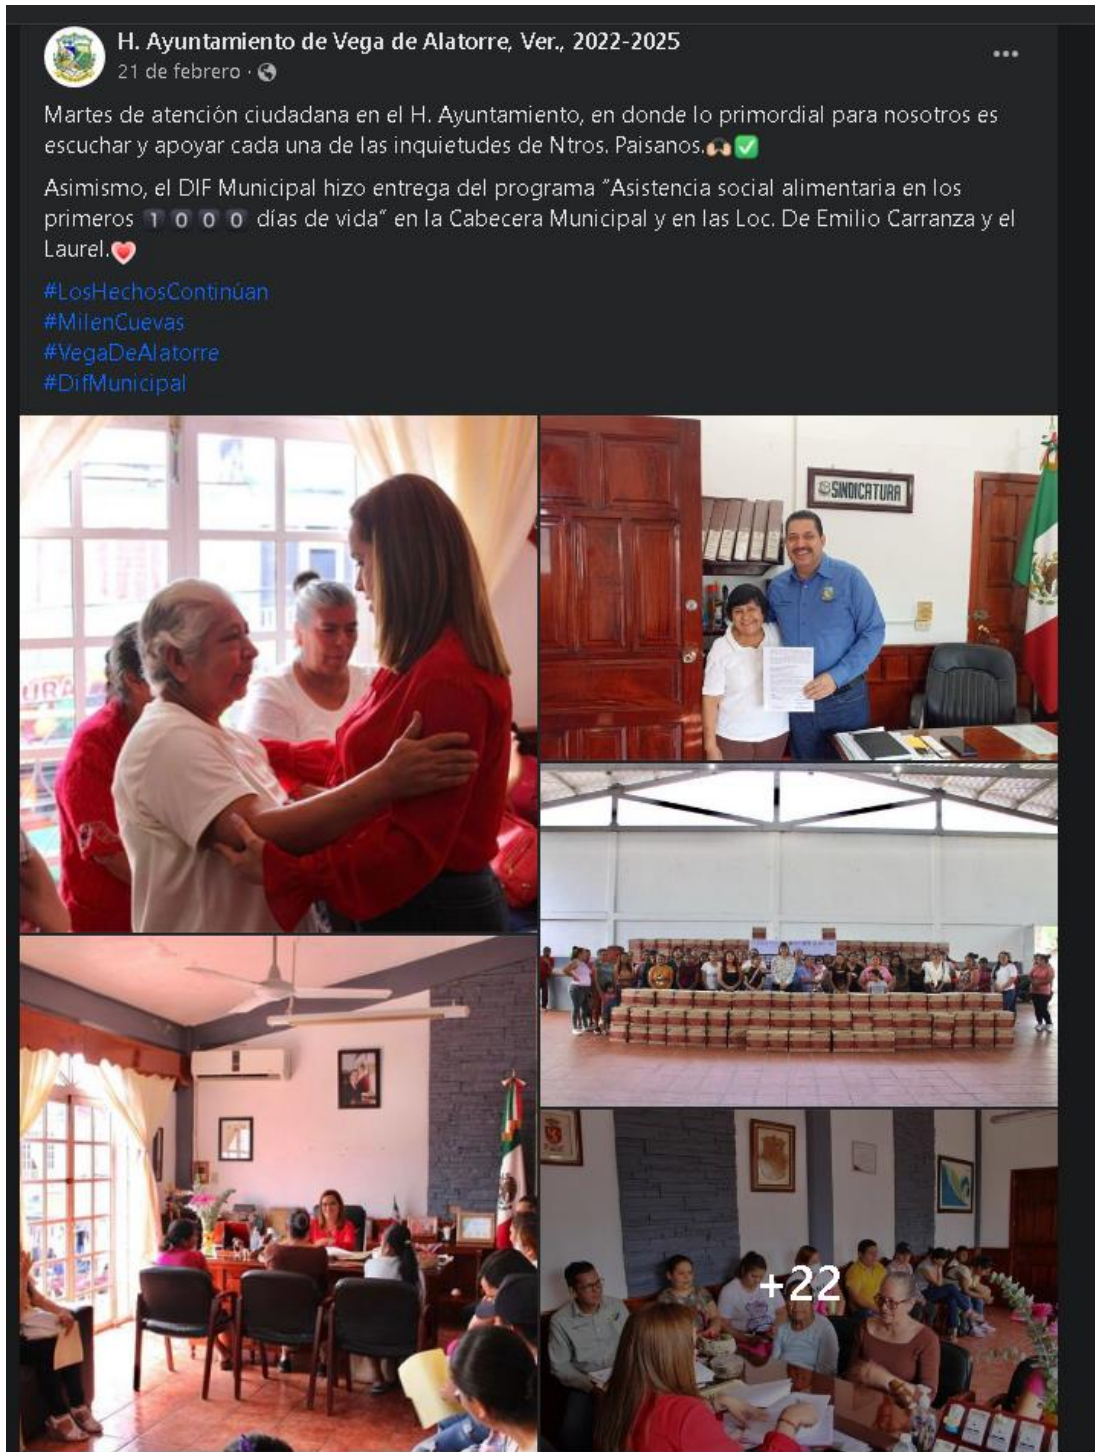 H. Ayuntamiento de Vega de Alatorre, Ver., 2022-2025
21 de febrero ·
Martes de atención ciudadana en el H. Ayuntamiento, en donde lo primordial para nosotros es
escuchar y apoyar cada una de las inquietudes de Ntros. Paisanos.
Asimismo, el DIF Municipal hizo entrega del programa “Asistencia social alimentaria en los
primeros 1 0 0 0 días de vida” en la Cabecera Municipal y en las Loc. De Emilio Carranza y el
Laurel.
#LosHechosContinúan
#MilenCuevas
#VegaDeAlatorre
#DifMunicipal
SINDICATURA
+22